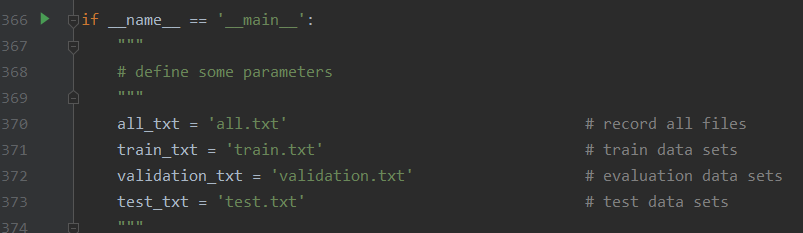 366 if __name__ == '__main__':
367 """
368 # define some parameters
369 """
370 all_txt = 'all.txt' # record all files
371 train_txt = 'train.txt' # train data sets
372 validation_txt = 'validation.txt' # evaluation data sets
373 test_txt = 'test.txt' # test data sets
374 """